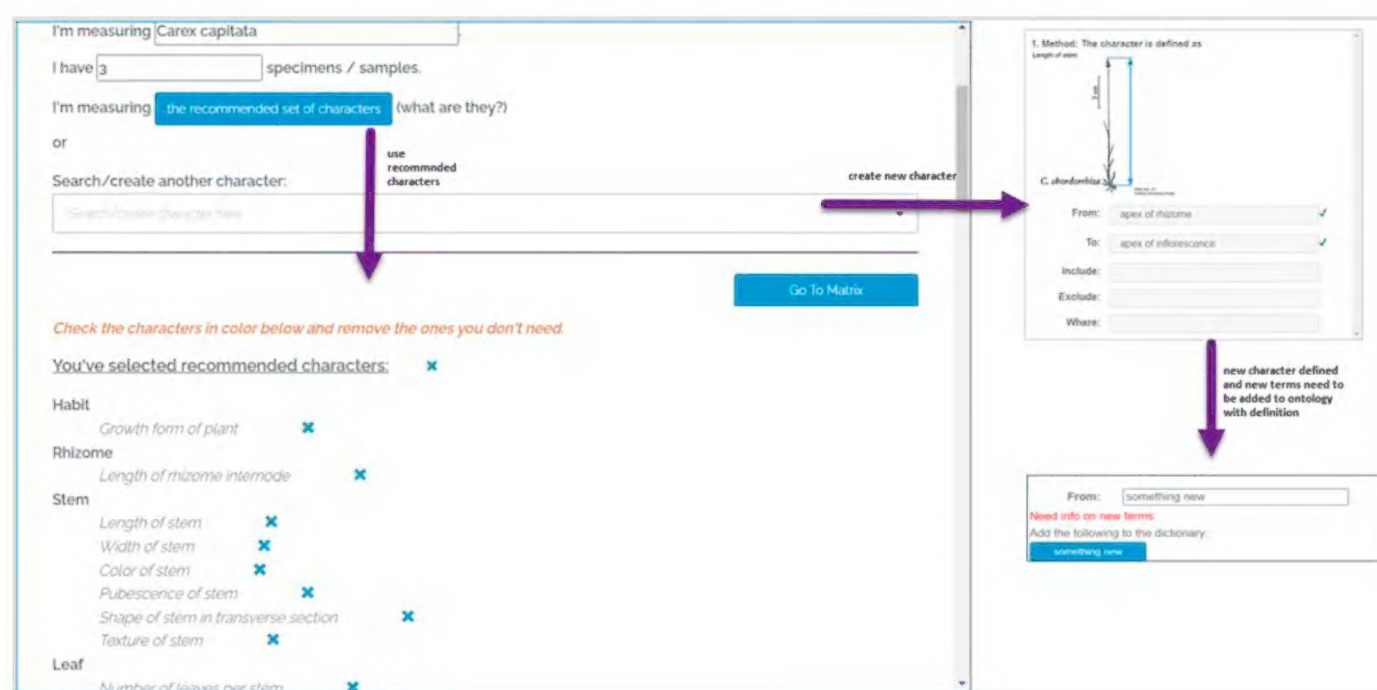 I'm measuring Carex capitata.
I have 3 specimens / samples.
I'm measuring the recommended set of characters (what are they?)
or
use
recommnded
characters
Search/create another character:
Search/create character here
create new character
Go To Matrix
Check the characters in color below and remove the ones you don't need.
You've selected recommended characters:
Habit
Growth form of plant
Rhizome
Length of rhizome internode
Stem
Length of stem
Width of stem
Color of stem
Pubescence of stem
Shape of stem in transverse section
Texture of stem
Leaf
Number of leaves per stem
1. Method: The character is defined as
Length of stem
C. chordorrhiza
From: apex of rhizome
To: apex of inflorescence
Include:
Exclude:
Where:
new character defined
and new terms need to
be added to ontology
with definition
From: something new
Need info on new terms:
Add the following to the dictionary:
something new